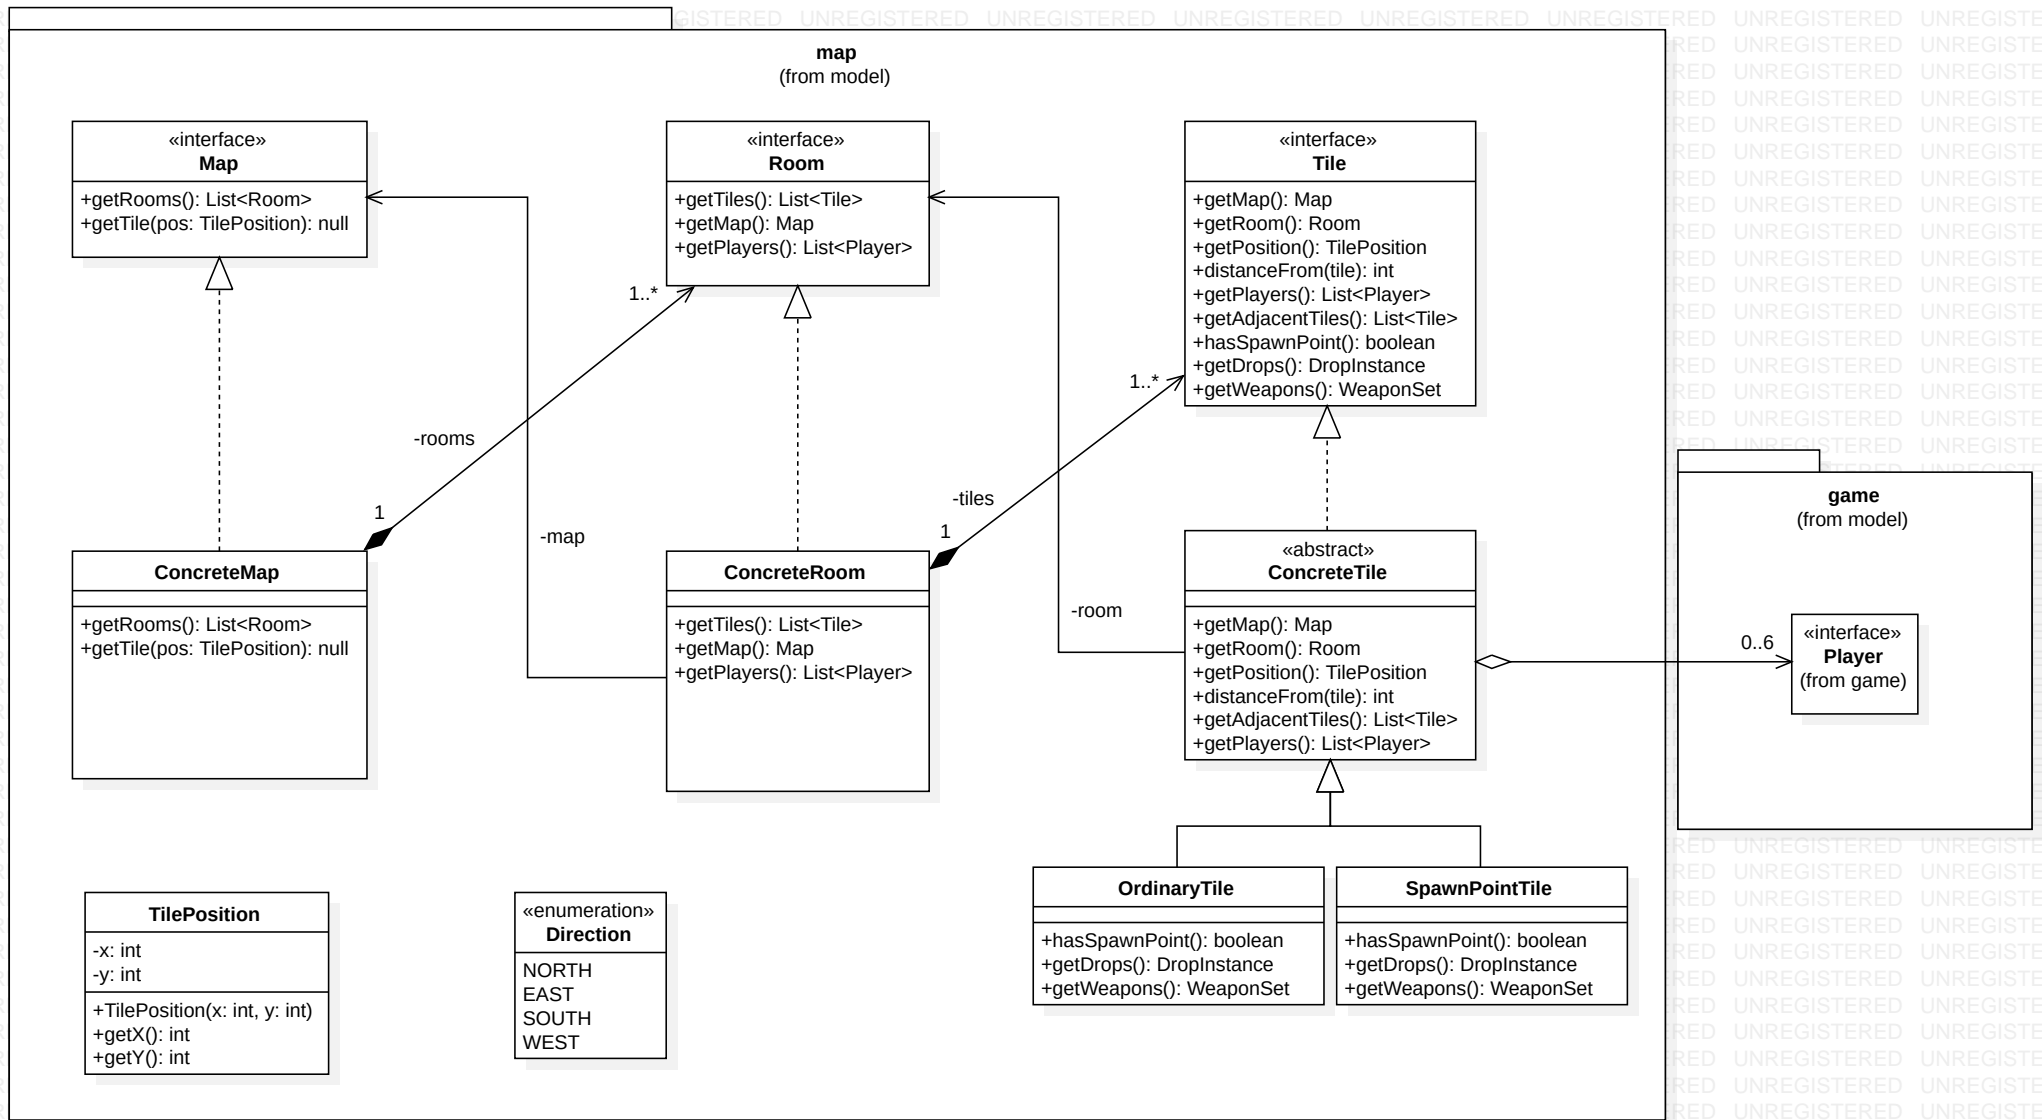 map
(from model)
«interface»
Map
+getRooms(): List<Room>
+getTile(pos: TilePosition): null
«interface»
Room
+getTiles(): List<Tile>
+getMap(): Map
+getPlayers(): List<Player>
«interface»
Tile
+getMap(): Map
+getRoom(): Room
+getPosition(): TilePosition
+distanceFrom(tile): int
+getPlayers(): List<Player>
+getAdjacentTiles(): List<Tile>
+hasSpawnPoint(): boolean
+getDrops(): DropInstance
+getWeapons(): WeaponSet
1..*
-rooms
1
-map
1..*
-tiles
1
-room
ConcreteMap
+getRooms(): List<Room>
+getTile(pos: TilePosition): null
ConcreteRoom
+getTiles(): List<Tile>
+getMap(): Map
+getPlayers(): List<Player>
«abstract»
ConcreteTile
+getMap(): Map
+getRoom(): Room
+getPosition(): TilePosition
+distanceFrom(tile): int
+getAdjacentTiles(): List<Tile>
+getPlayers(): List<Player>
game
(from model)
0..6
«interface»
Player
(from game)
TilePosition
-x: int
-y: int
+TilePosition(x: int, y: int)
+getX(): int
+getY(): int
«enumeration»
Direction
NORTH
EAST
SOUTH
WEST
OrdinaryTile
+hasSpawnPoint(): boolean
+getDrops(): DropInstance
+getWeapons(): WeaponSet
SpawnPointTile
+hasSpawnPoint(): boolean
+getDrops(): DropInstance
+getWeapons(): WeaponSet